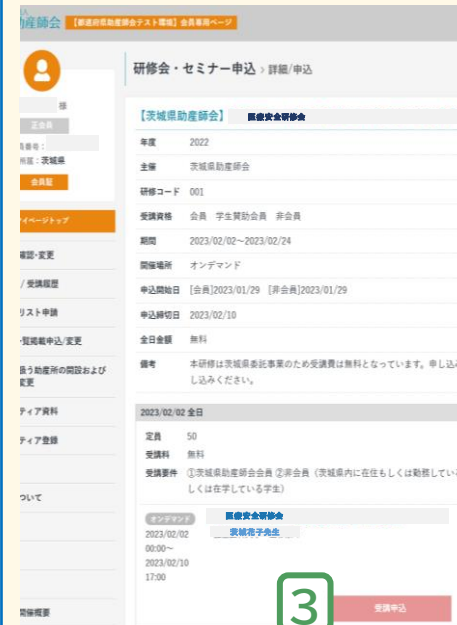 助産師会 【都道府県助産師会テスト環境】会員専用ページ
様
正会員
員番号：
所属：茨城県
会員証
マイページトップ
確認・変更
/ 受講履歴
リスト申請
覧掲載申込/変更
扱う助産所の開設および
変更
ティア資料
ティア登録
ついて
開催概要
研修会・セミナー申込 › 詳細/申込
【茨城県助産師会】 医療安全研修会
年度 2022
主催 茨城県助産師会
研修コード 001
受講資格 会員 学生賛助会員 非会員
期間 2023/02/02～2023/02/24
開催場所 オンデマンド
申込開始日 [会員]2023/01/29 [非会員]2023/01/29
申込締切日 2023/02/10
全日金額 無料
備考 本研修は茨城県委託事業のため受講費は無料となっています。申し込み
し込みください。
2023/02/02 全日
定員 50
受講料 無料
受講要件 ①茨城県助産師会会員 ②非会員（茨城県内に在住もしくは勤務している
しくは在学している学生）
オンデマンド 医療安全研修会
2023/02/02 茨城花子先生
00:00～
2023/02/10
17:00
3 受講申込